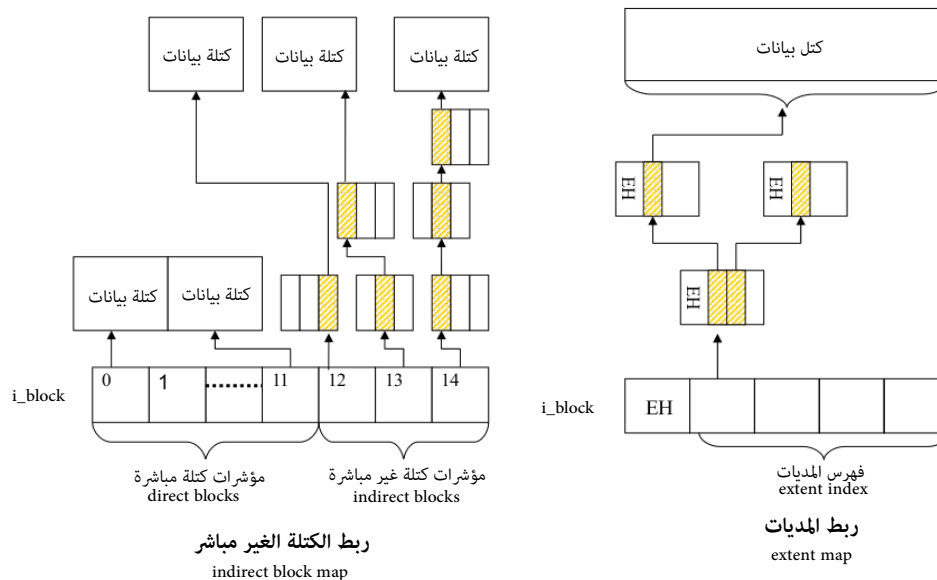 كتلة بيانات
كتلة بيانات
كتلة بيانات
كتلة بيانات
كتلة بيانات
i_block
0
1
11
12
13
14
مؤشرات كتلة مباشرة
direct blocks
مؤشرات كتلة غير مباشرة
indirect blocks
ربط الكتلة الغير مباشر
indirect block map
كتل بيانات
EH
EH
EH
i_block
EH
فهرس المديات
extent index
ربط المديات
extent map